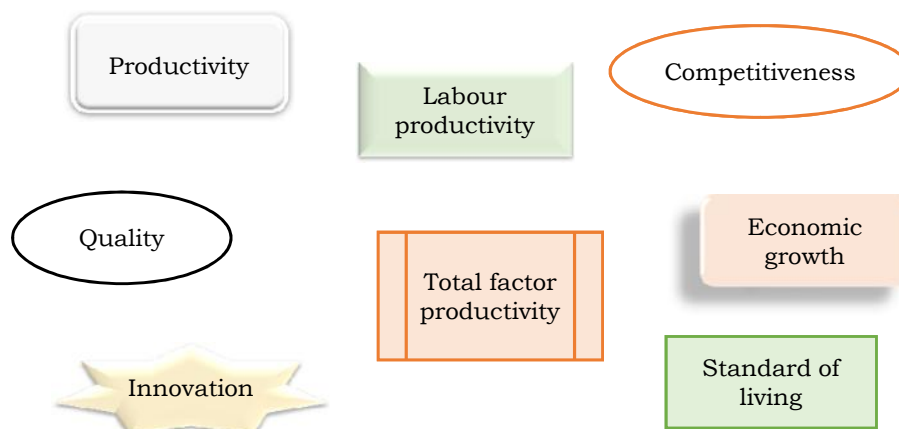 Productivity
Labour
productivity
Competitiveness
Quality
Total factor
productivity
Economic
growth
Innovation
Standard of
living